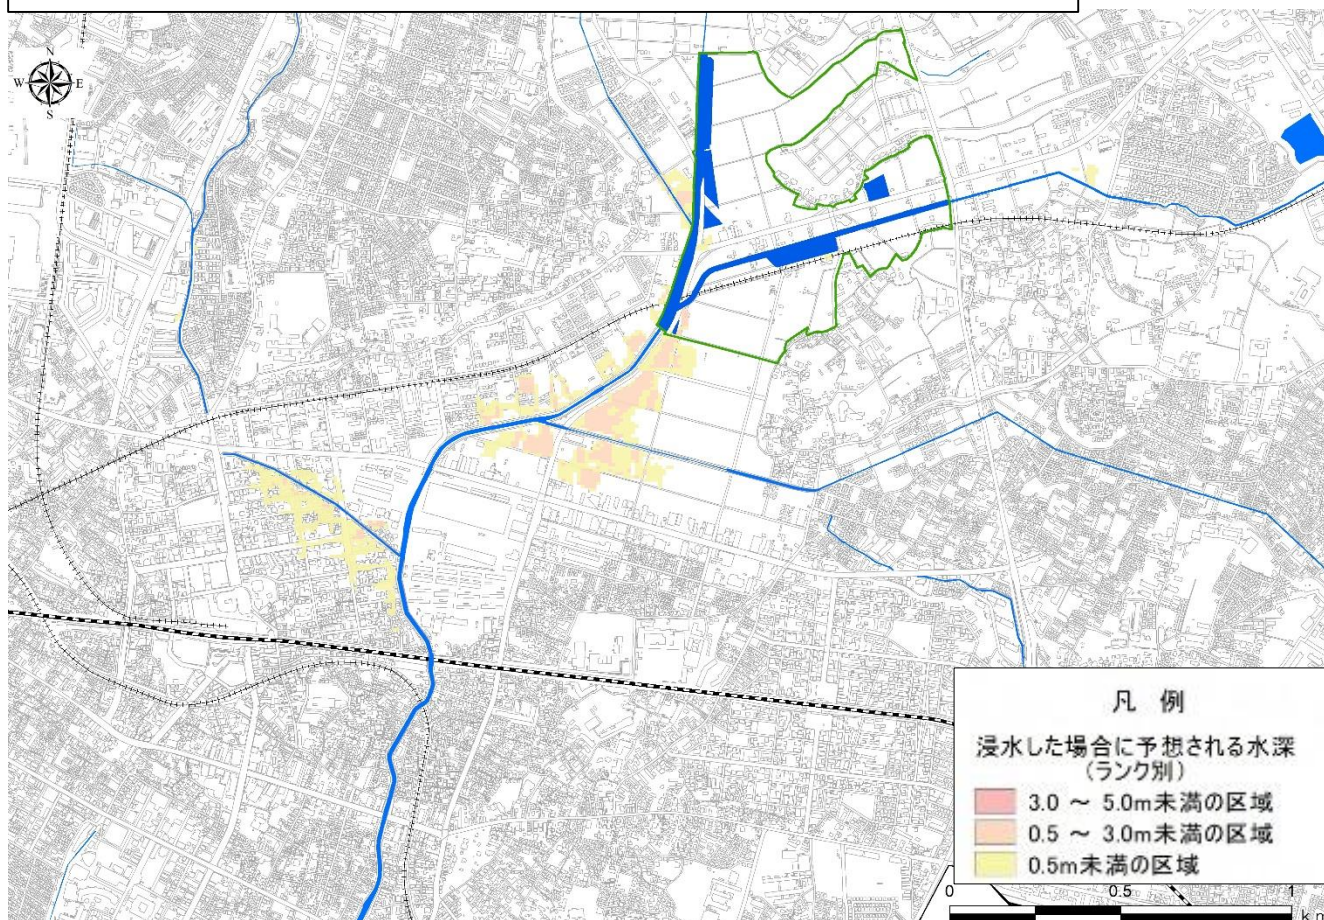 N
W E
S
凡 例
浸水した場合に予想される水深
(ランク別)
3.0 ～ 5.0m未満の区域
0.5 ～ 3.0m未満の区域
0.5m未満の区域
0 0.5 1
km